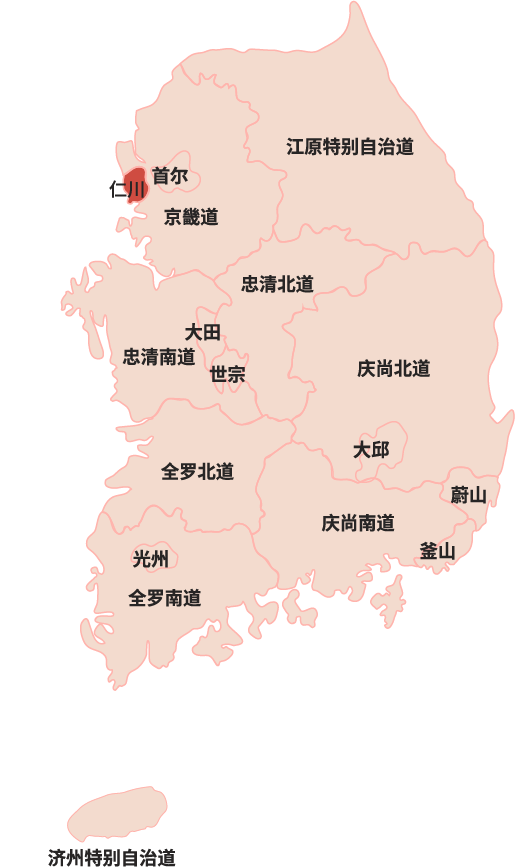 江原特别自治道
首尔
仁川
京畿道
忠清北道
大田
忠清南道
庆尚北道
世宗
大邱
全罗北道
蔚山
庆尚南道
釜山
光州
全罗南道
济州特别自治道